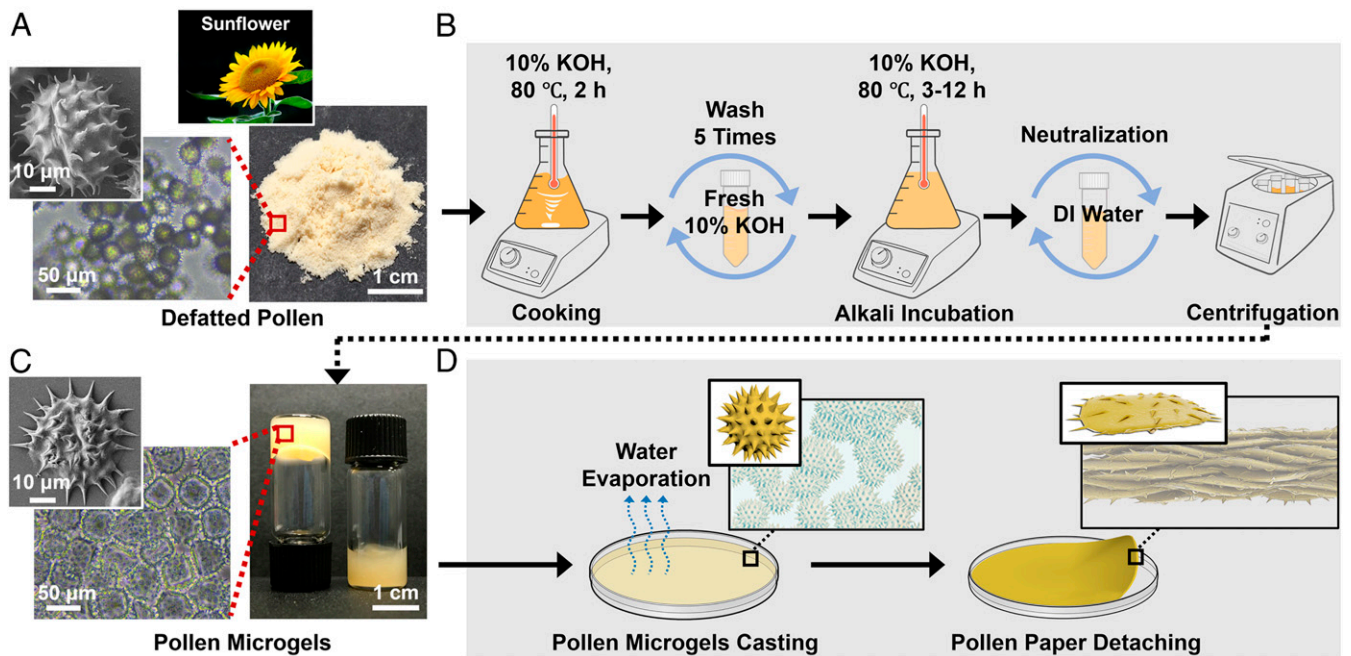 A
Sunflower
10 µm
50 µm
1 cm
Defatted Pollen
B
10% KOH,
80 ℃, 2 h
Cooking
Wash
5 Times
Fresh
10% KOH
10% KOH,
80 ℃, 3-12 h
Alkali Incubation
Neutralization
DI Water
Centrifugation
C
10 µm
50 µm
1 cm
Pollen Microgels
D
Water
Evaporation
Pollen Microgels Casting
Pollen Paper Detaching